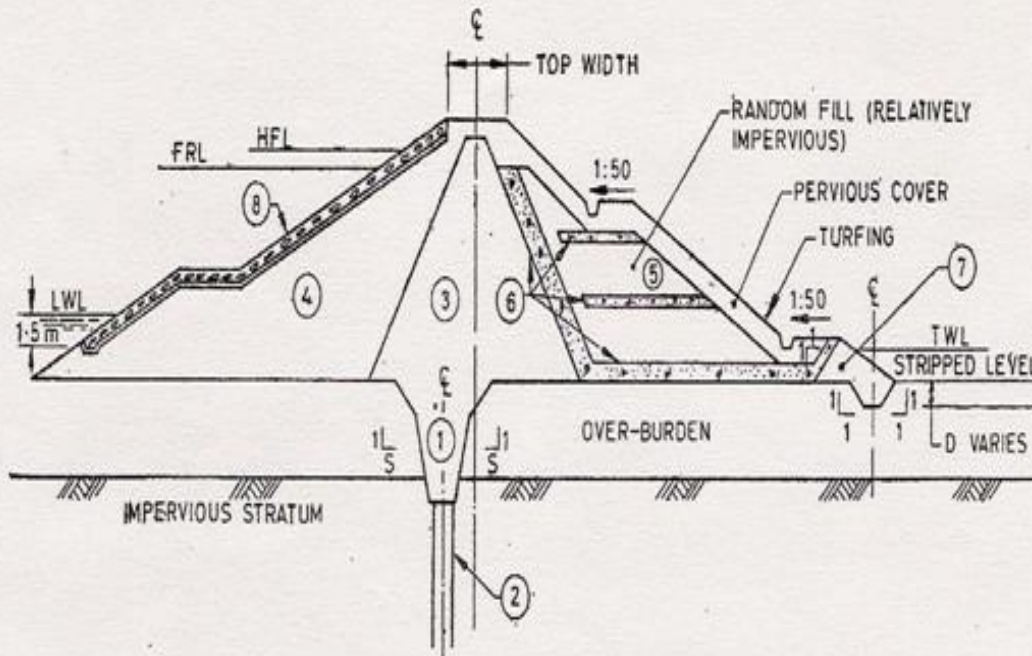 ℄
TOP WIDTH
RANDOM FILL (RELATIVELY
IMPERVIOUS)
HFL
FRL
1:50
PERVIOUS COVER
8
TURFING
5
7
℄
4
3
6
1:50
LWL
1·5m
1
1
TWL
STRIPPED LEVEL
℄
1
1
S
1
S
OVER-BURDEN
1
1
1
1
D VARIES
IMPERVIOUS STRATUM
2